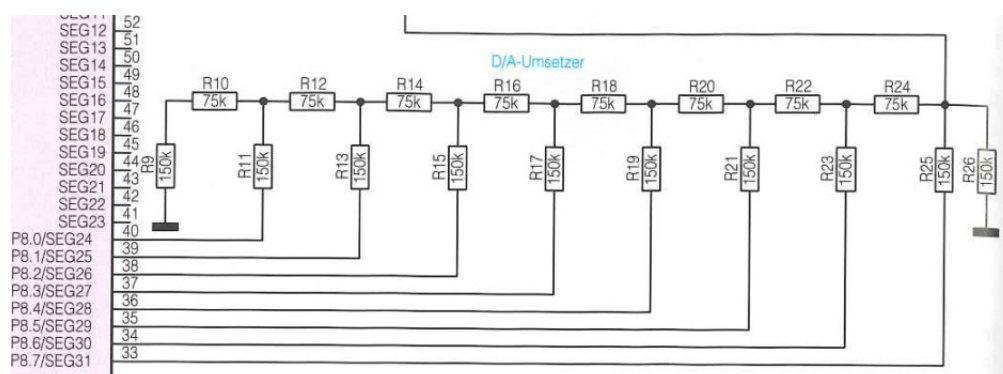 SEG12 52
SEG13 51
SEG14 50
SEG15 49
SEG16 48
SEG17 47
SEG18 46
SEG19 45
SEG20 44
SEG21 43
SEG22 42
SEG23 41
P8.0/SEG24 40
P8.1/SEG25 39
P8.2/SEG26 38
P8.3/SEG27 37
P8.4/SEG28 36
P8.5/SEG29 35
P8.6/SEG30 34
P8.7/SEG31 33
D/A-Umsetzer
R10 R12 R14 R16 R18 R20 R22 R24
75k 75k 75k 75k 75k 75k 75k 75k
R9 150k
R11 150k
R13 150k
R15 150k
R17 150k
R19 150k
R21 150k
R23 150k
R25 150k
R26 150k